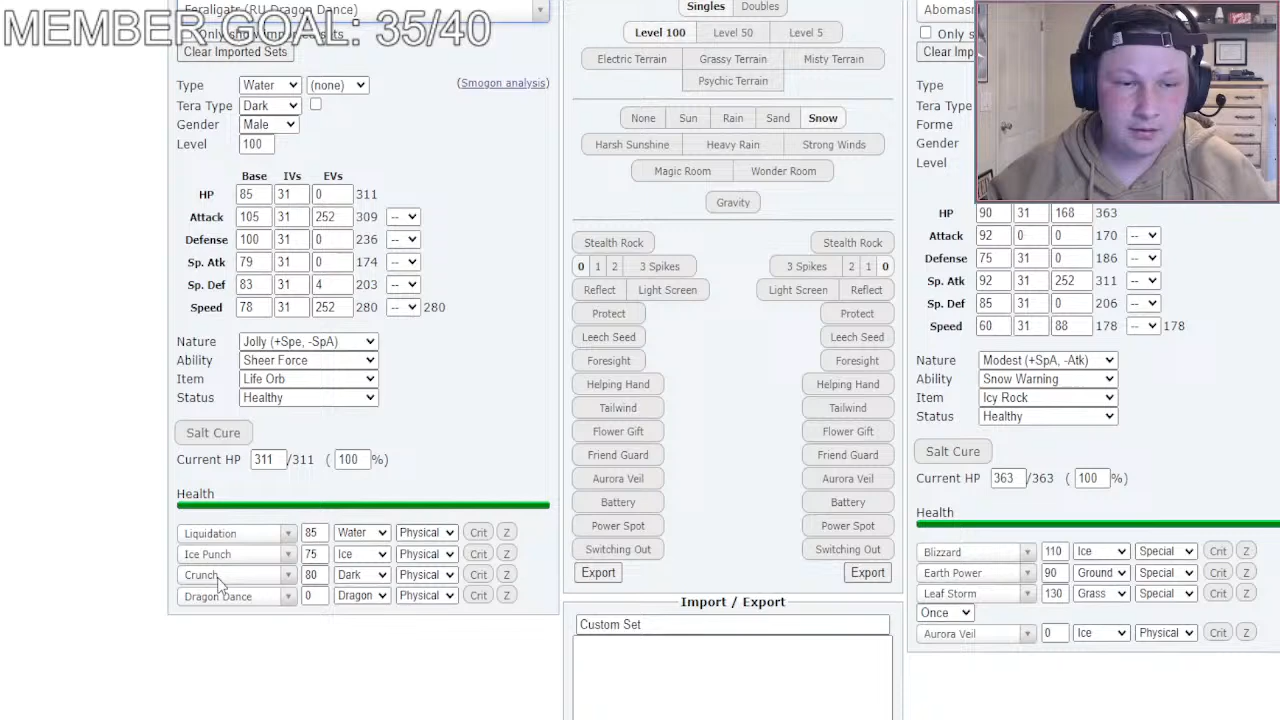 Feraligatr (RU Dragon Dance)
MEMBER GOAL: 35/40
Clear Imported Sets
Type Water (none) (Smogon analysis)
Tera Type Dark
Gender Male
Level 100
Base IVs EVs
HP 85 31 0 311
Attack 105 31 252 309 --
Defense 100 31 0 236 --
Sp. Atk 79 31 0 174 --
Sp. Def 83 31 4 203 --
Speed 78 31 252 280 -- 280
Nature Jolly (+Spe, -SpA)
Ability Sheer Force
Item Life Orb
Status Healthy
Salt Cure
Current HP 311 /311 ( 100 %)
Health
Liquidation 85 Water Physical Crit Z
Ice Punch 75 Ice Physical Crit Z
Crunch 80 Dark Physical Crit Z
Dragon Dance 0 Dragon Physical Crit Z
Singles Doubles
Level 100 Level 50 Level 5
Electric Terrain Grassy Terrain Misty Terrain
Psychic Terrain
None Sun Rain Sand Snow
Harsh Sunshine Heavy Rain Strong Winds
Magic Room Wonder Room
Gravity
Stealth Rock Stealth Rock
0 1 2 3 Spikes 3 Spikes 2 1 0
Reflect Light Screen Light Screen Reflect
Protect Protect
Leech Seed Leech Seed
Foresight Foresight
Helping Hand Helping Hand
Tailwind Tailwind
Flower Gift Flower Gift
Friend Guard Friend Guard
Aurora Veil Aurora Veil
Battery Battery
Power Spot Power Spot
Switching Out Switching Out
Export Export
Import / Export
Custom Set
Abomas
Only s
Clear Imp
Type
Tera Type
Forme
Gender
Level
HP 90 31 168 363
Attack 92 0 0 170 --
Defense 75 31 0 186 --
Sp. Atk 92 31 252 311 --
Sp. Def 85 31 0 206 --
Speed 60 31 88 178 -- 178
Nature Modest (+SpA, -Atk)
Ability Snow Warning
Item Icy Rock
Status Healthy
Salt Cure
Current HP 363 /363 ( 100 %)
Health
Blizzard 110 Ice Special Crit Z
Earth Power 90 Ground Special Crit Z
Leaf Storm 130 Grass Special Crit Z
Once
Aurora Veil 0 Ice Physical Crit Z